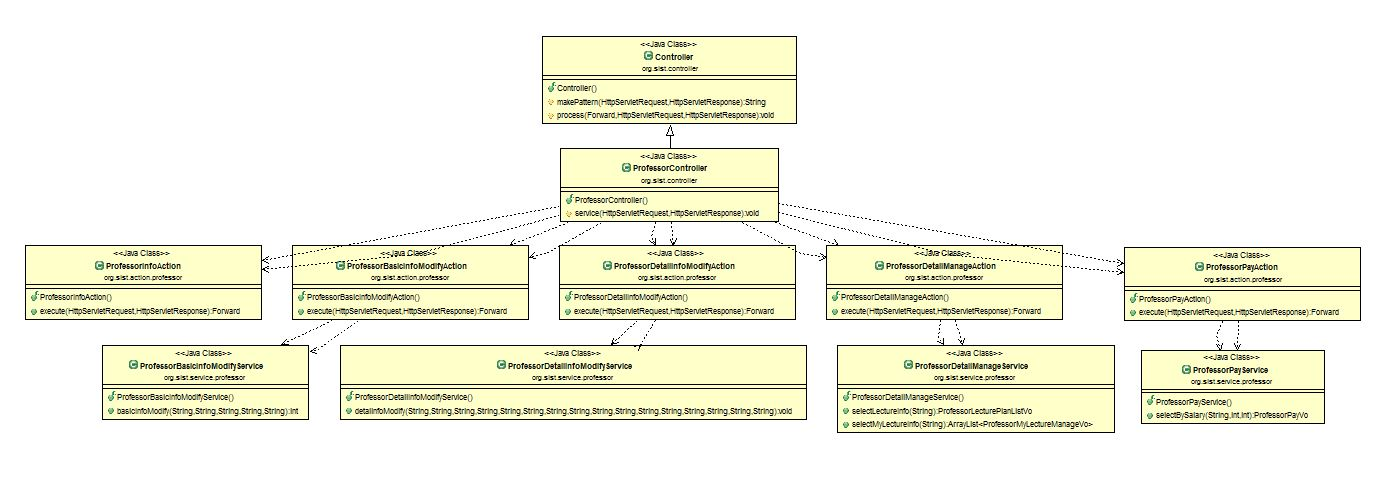 <<Java Class>>
Controller
org.sist.controller
Controller()
makePattern(HttpServletRequest,HttpServletResponse):String
process(Forward,HttpServletRequest,HttpServletResponse):void
<<Java Class>>
ProfessorController
org.sist.controller
ProfessorController()
service(HttpServletRequest,HttpServletResponse):void
<<Java Class>>
ProfessorInfoAction
org.sist.action.professor
ProfessorInfoAction()
execute(HttpServletRequest,HttpServletResponse):Forward
<<Java Class>>
ProfessorBasicInfoModifyAction
org.sist.action.professor
ProfessorBasicInfoModifyAction()
execute(HttpServletRequest,HttpServletResponse):Forward
<<Java Class>>
ProfessorDetailInfoModifyAction
org.sist.action.professor
ProfessorDetailInfoModifyAction()
execute(HttpServletRequest,HttpServletResponse):Forward
<<Java Class>>
ProfessorDetailManageAction
org.sist.action.professor
ProfessorDetailManageAction()
execute(HttpServletRequest,HttpServletResponse):Forward
<<Java Class>>
ProfessorPayAction
org.sist.action.professor
ProfessorPayAction()
execute(HttpServletRequest,HttpServletResponse):Forward
<<Java Class>>
ProfessorBasicInfoModifyService
org.sist.service.professor
ProfessorBasicInfoModifyService()
basicInfoModify(String,String,String,String,String):int
<<Java Class>>
ProfessorDetailInfoModifyService
org.sist.service.professor
ProfessorDetailInfoModifyService()
detailInfoModify(String,String,String,String,String,String,String,String,String,String,String,String,String,String,String,String):void
<<Java Class>>
ProfessorDetailManageService
org.sist.service.professor
ProfessorDetailManageService()
selectLectureInfo(String):ProfessorLecturePlanListVo
selectMyLectureInfo(String):ArrayList<ProfessorMyLectureManageVo>
<<Java Class>>
ProfessorPayService
org.sist.service.professor
ProfessorPayService()
selectBySalary(String,int,int):ProfessorPayVo